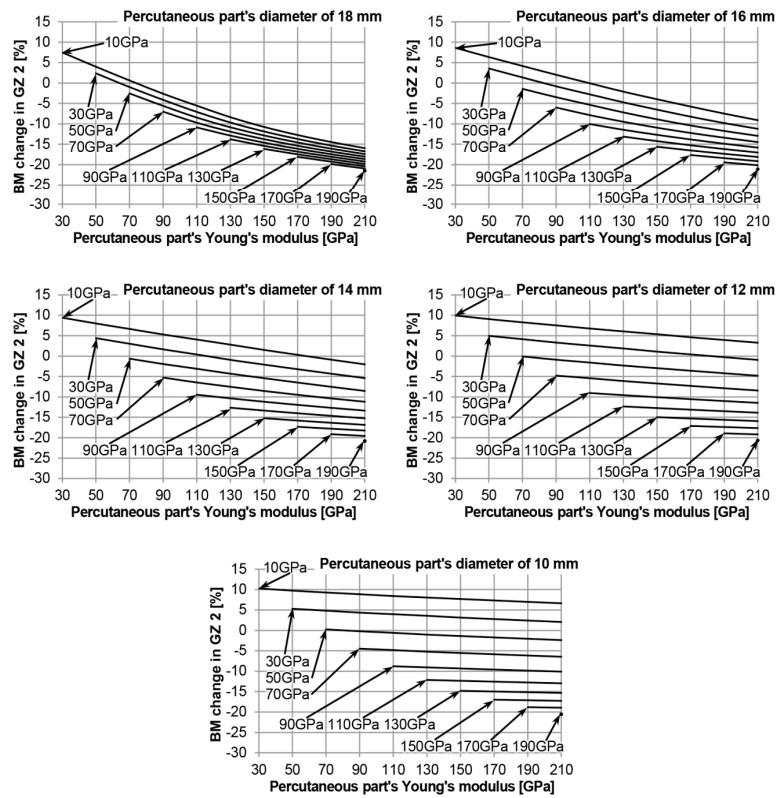 Percutaneous part's diameter of 18 mm
BM change in GZ 2 [%]
15
10
5
0
-5
-10
-15
-20
-25
-30
10GPa
30GPa
50GPa
70GPa
90GPa 110GPa 130GPa
150GPa 170GPa 190GPa
30 50 70 90 110 130 150 170 190 210
Percutaneous part's Young's modulus [GPa]
Percutaneous part's diameter of 16 mm
BM change in GZ 2 [%]
15
10
5
0
-5
-10
-15
-20
-25
-30
10GPa
30GPa
50GPa
70GPa
90GPa 110GPa 130GPa
150GPa 170GPa 190GPa
30 50 70 90 110 130 150 170 190 210
Percutaneous part's Young's modulus [GPa]
Percutaneous part's diameter of 14 mm
BM change in GZ 2 [%]
15
10
5
0
-5
-10
-15
-20
-25
-30
10GPa
30GPa
50GPa
70GPa
90GPa 110GPa 130GPa
150GPa 170GPa 190GPa
30 50 70 90 110 130 150 170 190 210
Percutaneous part's Young's modulus [GPa]
Percutaneous part's diameter of 12 mm
BM change in GZ 2 [%]
15
10
5
0
-5
-10
-15
-20
-25
-30
10GPa
30GPa
50GPa
70GPa
90GPa 110GPa 130GPa
150GPa 170GPa 190GPa
30 50 70 90 110 130 150 170 190 210
Percutaneous part's Young's modulus [GPa]
Percutaneous part's diameter of 10 mm
BM change in GZ 2 [%]
15
10
5
0
-5
-10
-15
-20
-25
-30
10GPa
30GPa
50GPa
70GPa
90GPa 110GPa 130GPa
150GPa 170GPa 190GPa
30 50 70 90 110 130 150 170 190 210
Percutaneous part's Young's modulus [GPa]